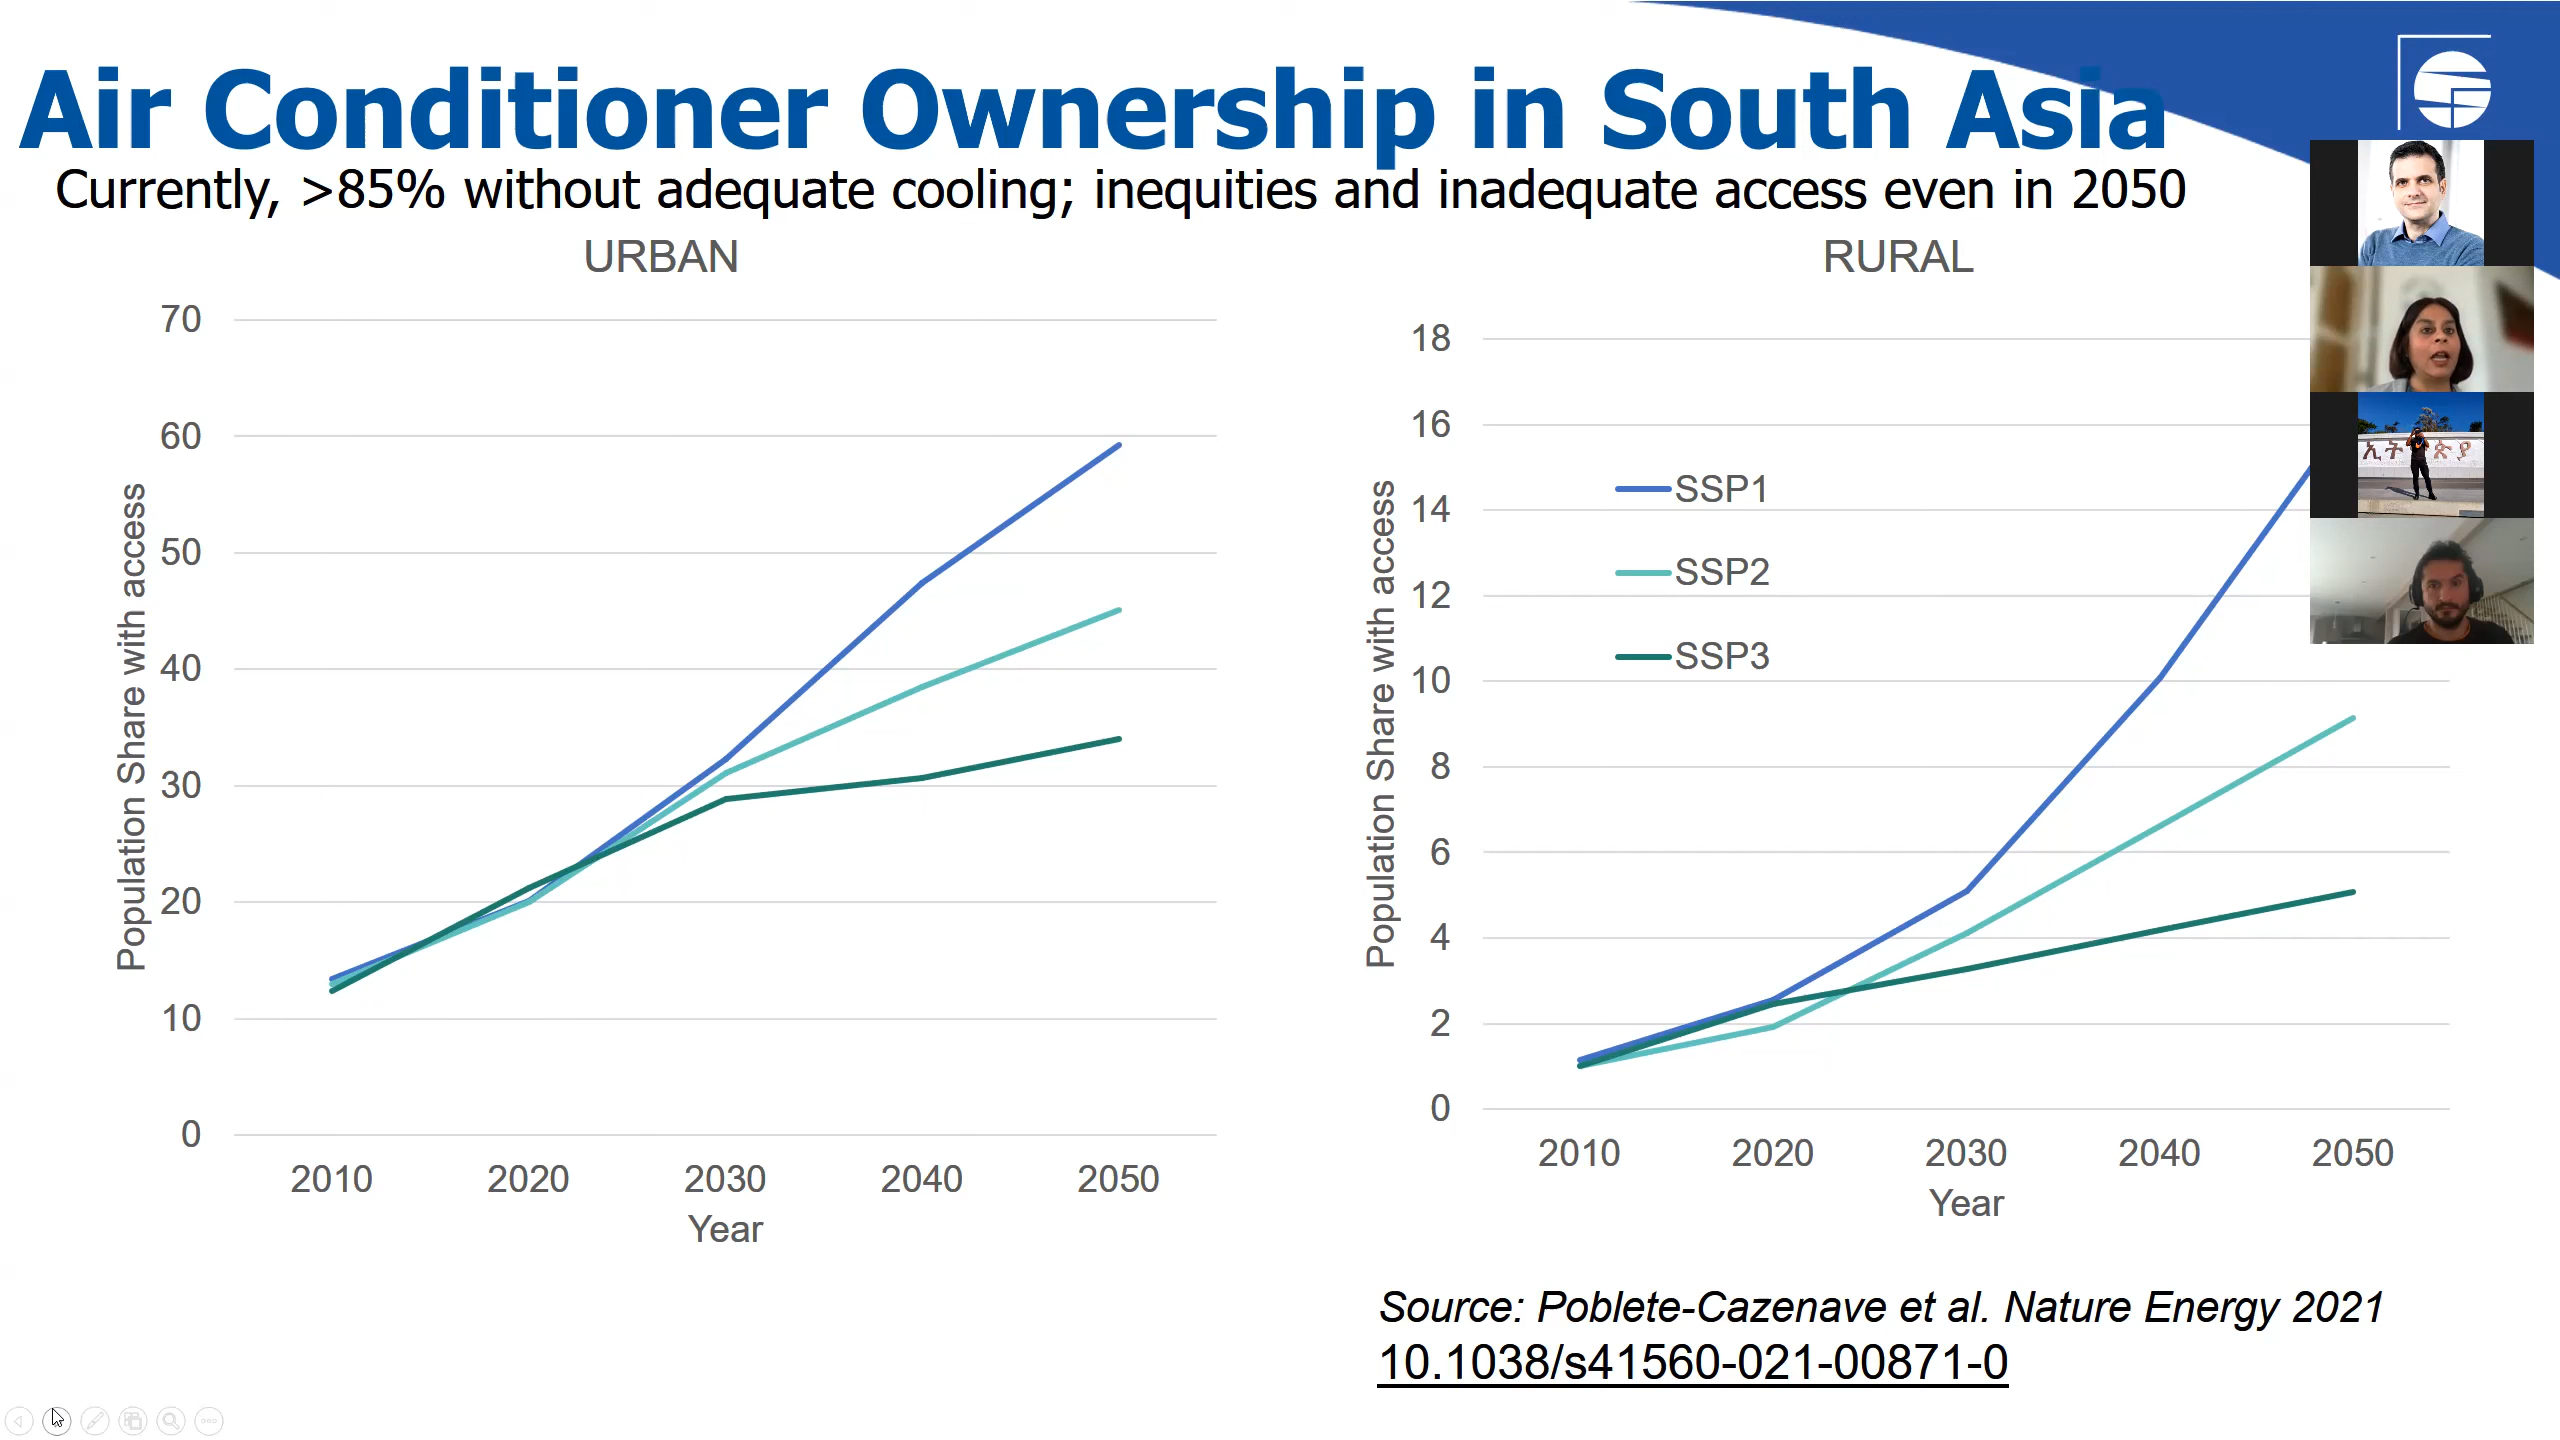 Air Conditioner Ownership in South Asia
Currently, >85% without adequate cooling; inequities and inadequate access even in 2050
URBAN
70
60
50
40
30
20
10
0
Population Share with access
2010 2020 2030 2040 2050
Year
RURAL
18
16
14
12
10
8
6
4
2
0
Population Share with access
SSP1
SSP2
SSP3
2010 2020 2030 2040 2050
Year
ኢት ጵያ
Source: Poblete-Cazenave et al. Nature Energy 2021
10.1038/s41560-021-00871-0